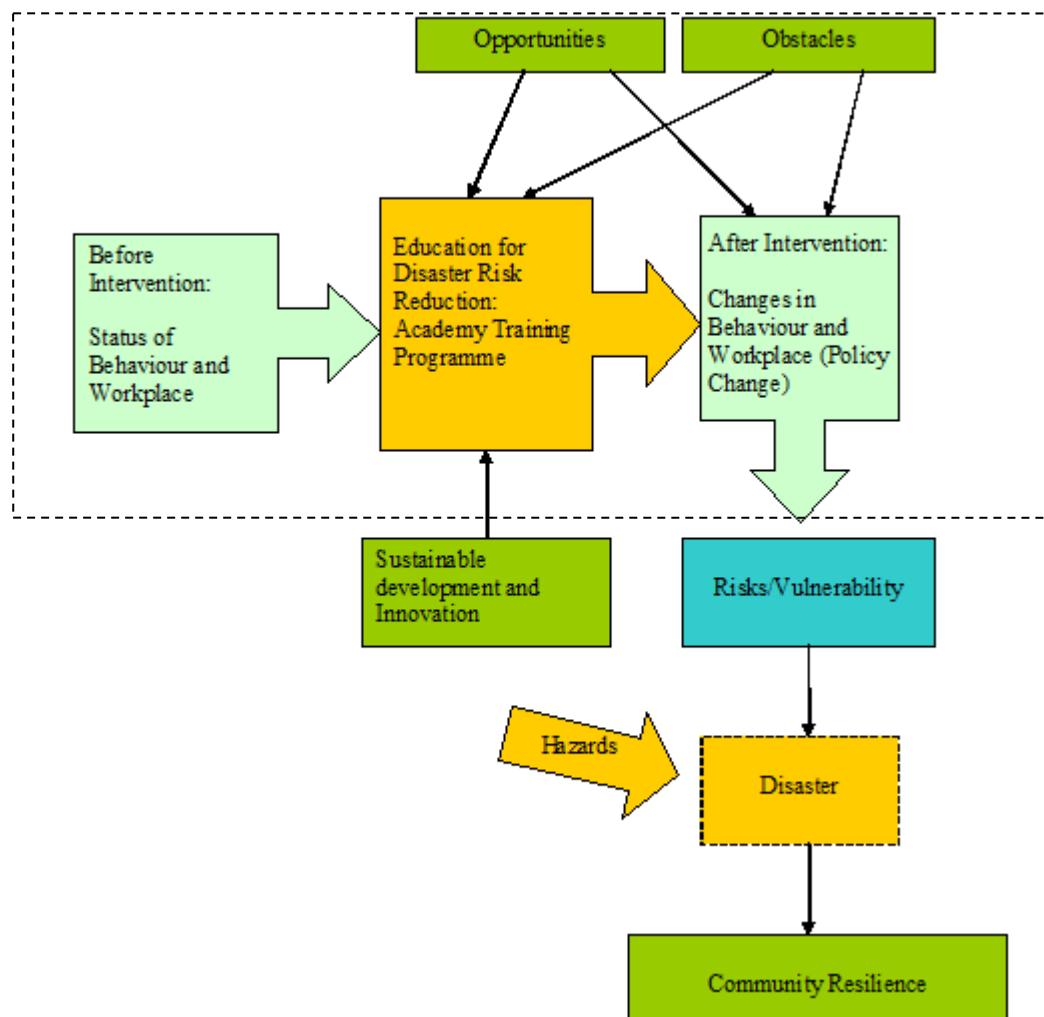 Opportunities
Obstacles
Before
Intervention:
Status of
Behaviour and
Workplace
Education for
Disaster Risk
Reduction:
Academy Training
Programme
After Intervention:
Changes in
Behaviour and
Workplace (Policy
Change)
Sustainable
development and
Innovation
Risks/Vulnerability
Hazards
Disaster
Community Resilience